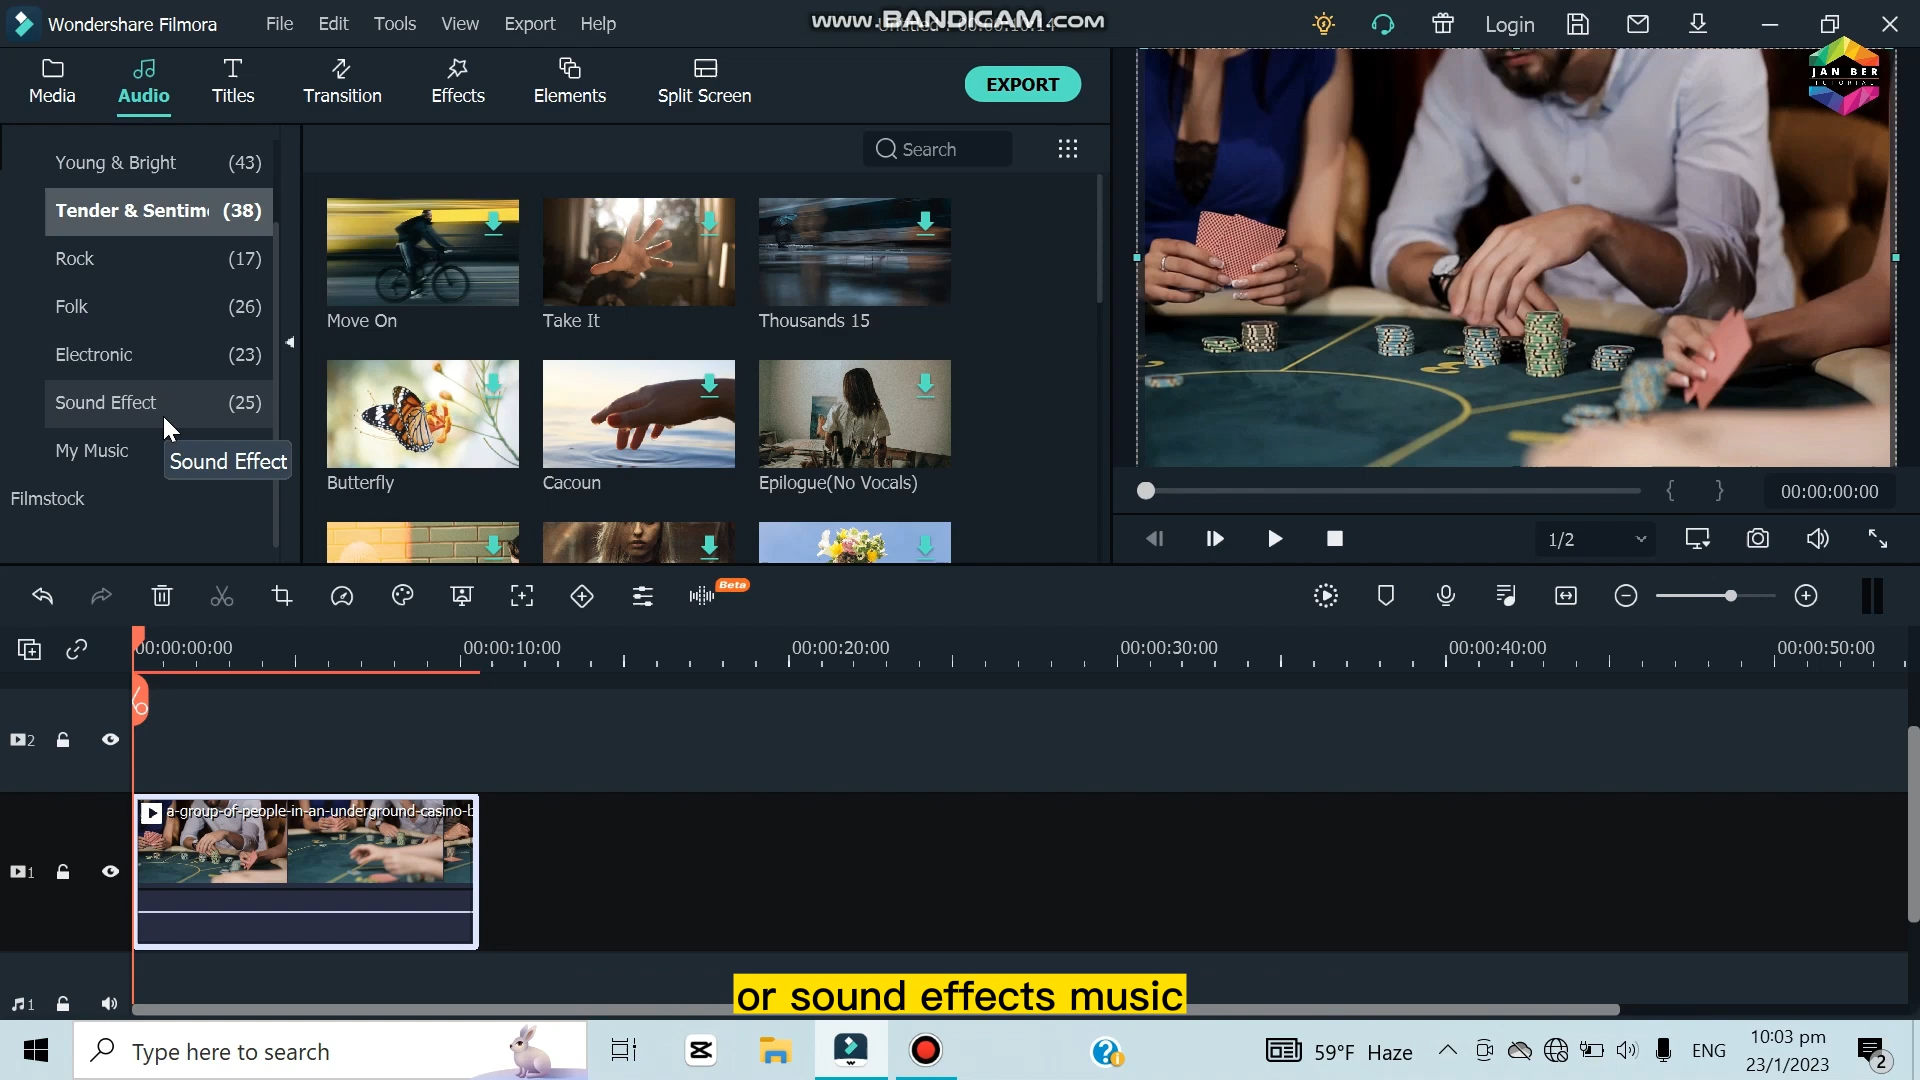 Wondershare Filmora
File
Edit
Tools
View
Export
Help
www.BANDICAM.com
Login
Media
Audio
Titles
Transition
Effects
Elements
Split Screen
EXPORT
JAN BER
TUTORIAL
Young & Bright (43)
Tender & Sentim (38)
Rock (17)
Folk (26)
Electronic (23)
Sound Effect (25)
My Music
Sound Effect
Filmstock
Search
Move On
Take It
Thousands 15
Butterfly
Cacoun
Epilogue(No Vocals)
00:00:00:00
1/2
Beta
00:00:00:00
00:00:10:00
00:00:20:00
00:00:30:00
00:00:40:00
00:00:50:00
2
a-group-of-people-in-an-underground-casino-b
1
1
or sound effects music
Type here to search
59°F Haze
ENG
10:03 pm
23/1/2023
2